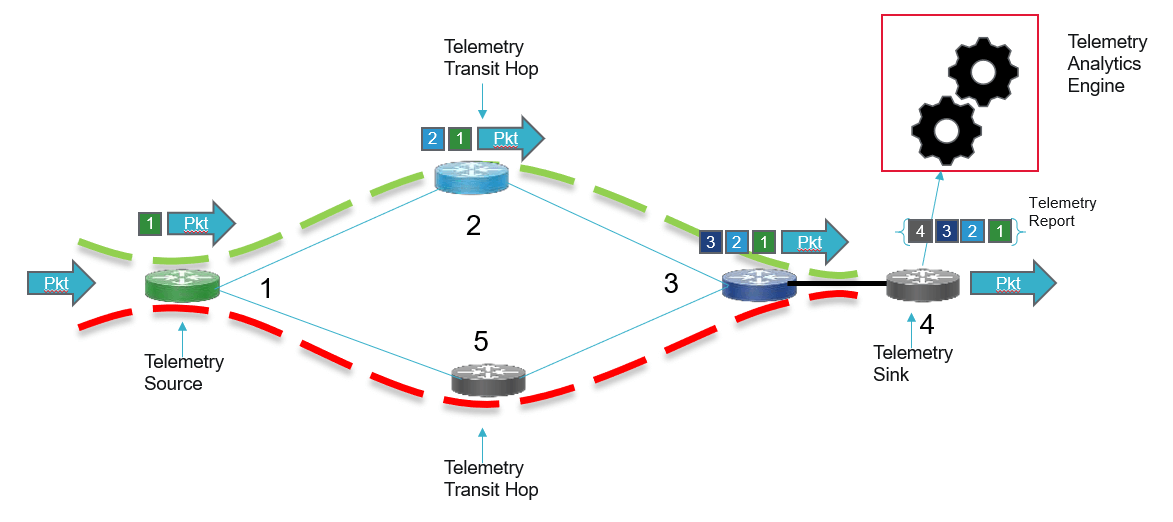 Telemetry
Transit Hop
Telemetry
Analytics
Engine
2 1 Pkt
1 Pkt
2
Telemetry
Report
4 3 2 1
3 2 1 Pkt
Pkt
1
3
Pkt
4
5
Telemetry
Source
Telemetry
Sink
Telemetry
Transit Hop